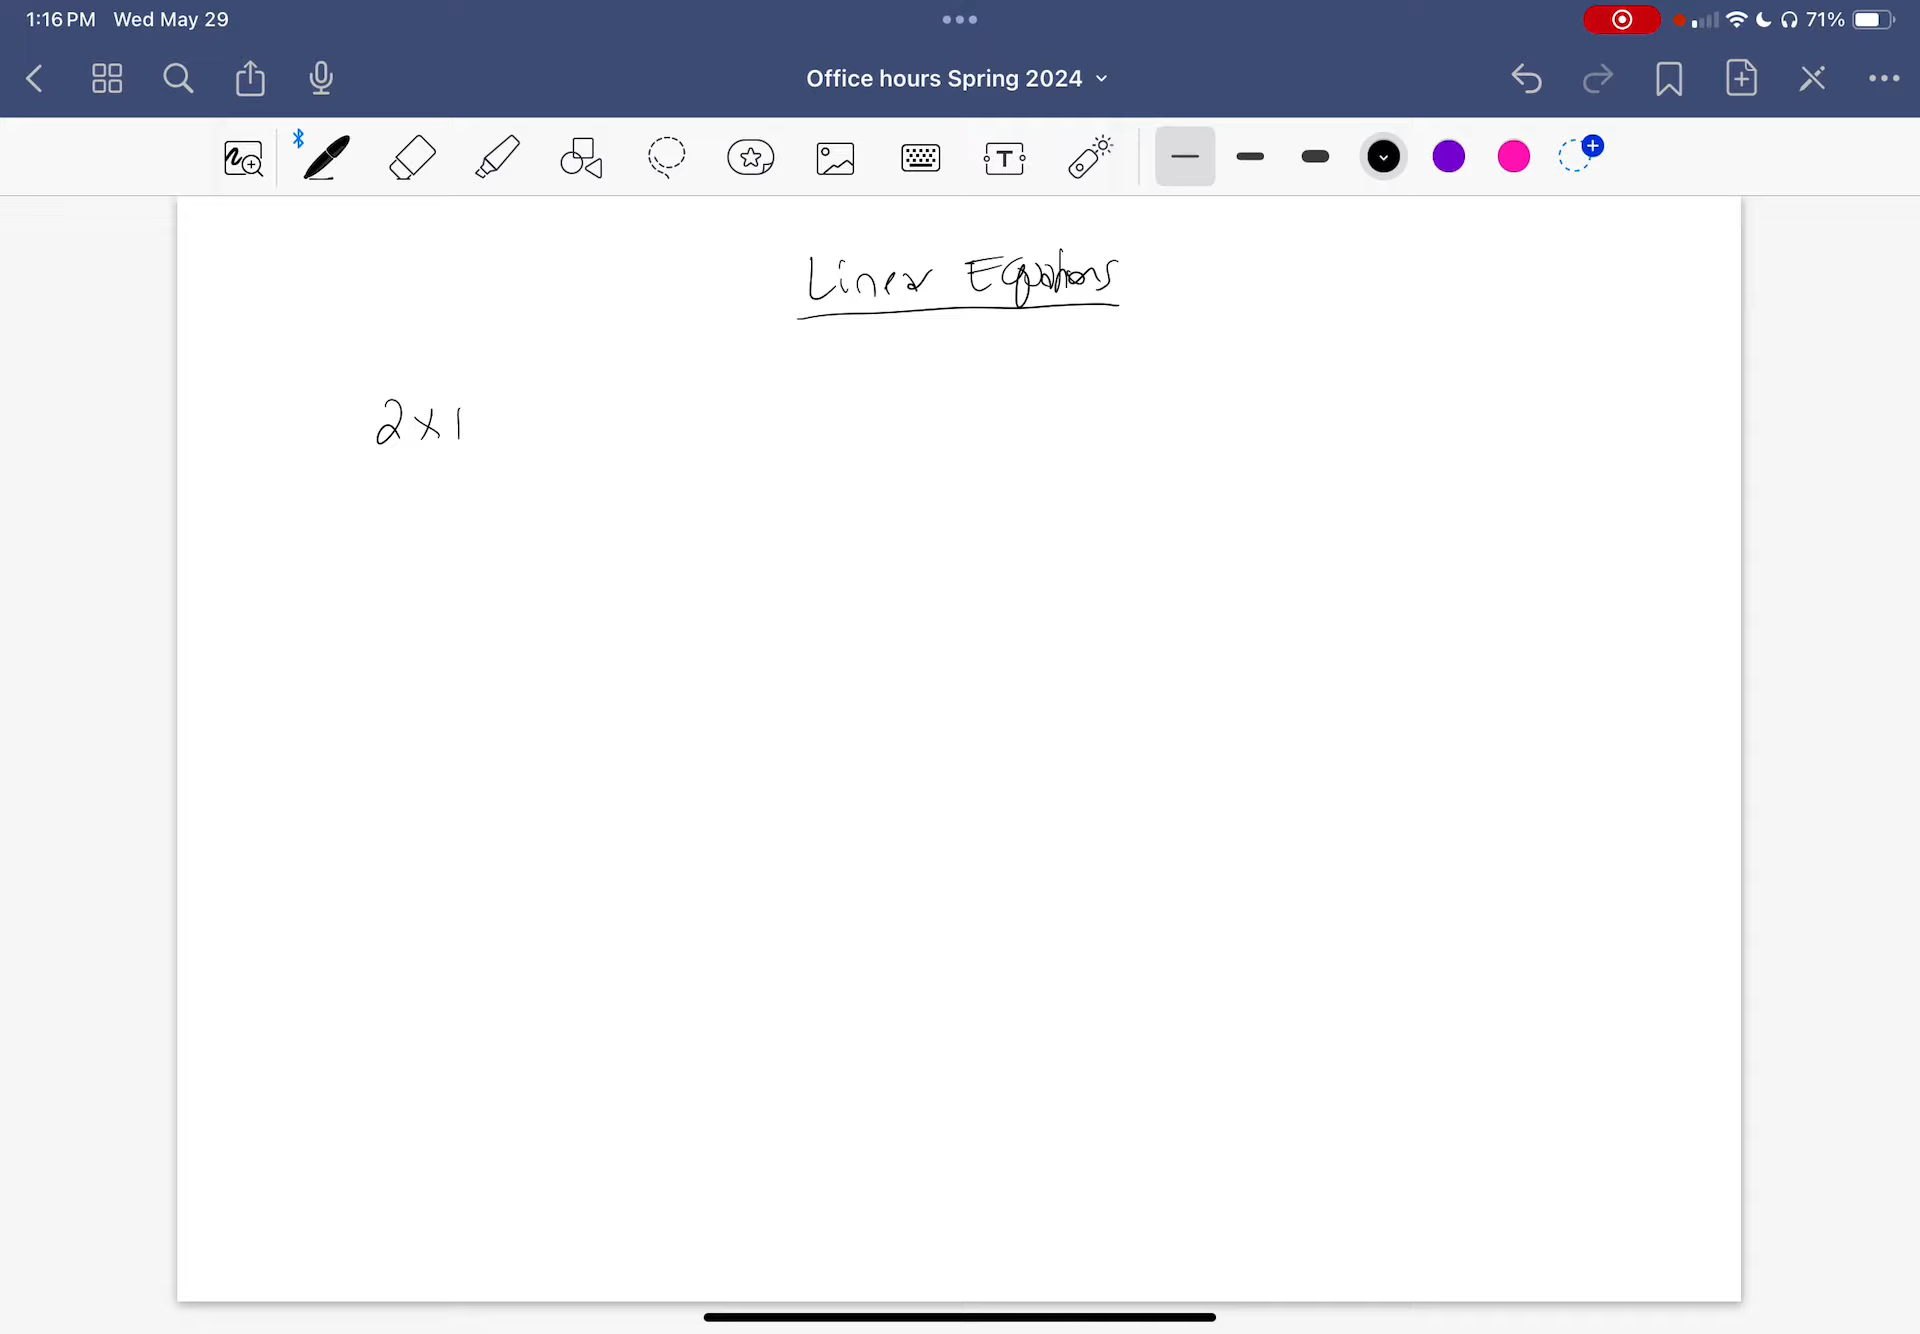 1:16 PM Wed May 29
71%
Office hours Spring 2024
T
Linear Equations
2x1